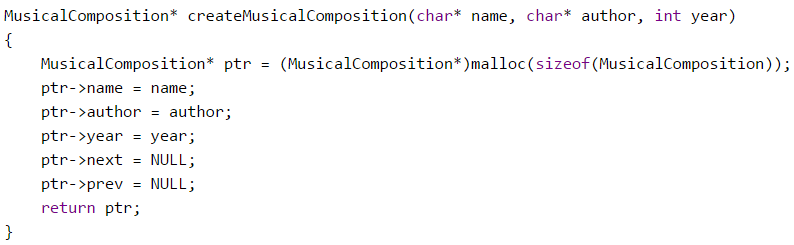 MusicalComposition* createMusicalComposition(char* name, char* author, int year)
{
    MusicalComposition* ptr = (MusicalComposition*)malloc(sizeof(MusicalComposition));
    ptr->name = name;
    ptr->author = author;
    ptr->year = year;
    ptr->next = NULL;
    ptr->prev = NULL;
    return ptr;
}